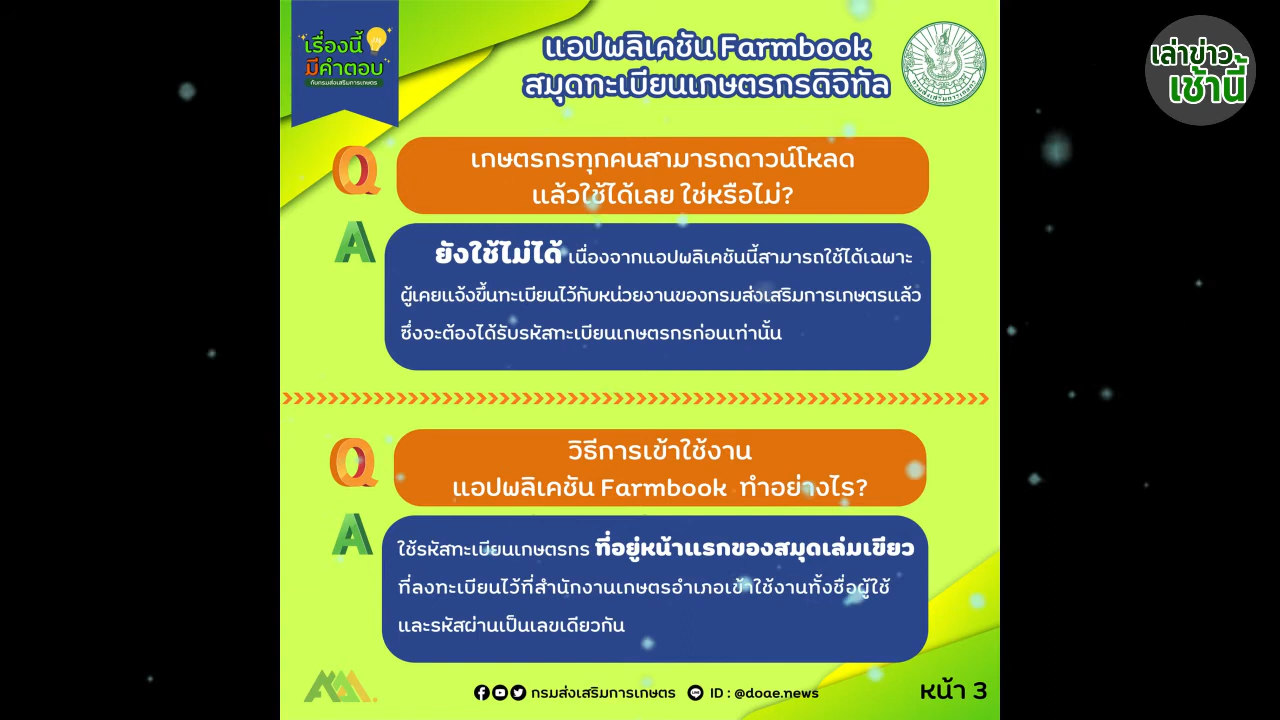 เรื่องนี้
มีคำตอบ
กับกรมส่งเสริมการเกษตร
แอปพลิเคชัน Farmbook
สมุดทะเบียนเกษตรกรดิจิทัล
เล่าข่าว
เช้านี้
Q
เกษตรกรทุกคนสามารถดาวน์โหลด
แล้วใช้ได้เลย ใช่หรือไม่?
A
ยังใช้ไม่ได้ เนื่องจากแอปพลิเคชันนี้สามารถใช้ได้เฉพาะ
ผู้เคยแจ้งขึ้นทะเบียนไว้กับหน่วยงานของกรมส่งเสริมการเกษตรแล้ว
ซึ่งจะต้องได้รับรหัสทะเบียนเกษตรกรก่อนเท่านั้น
Q
วิธีการเข้าใช้งาน
แอปพลิเคชัน Farmbook ทำอย่างไร?
A
ใช้รหัสทะเบียนเกษตรกร ที่อยู่หน้าแรกของสมุดเล่มเขียว
ที่ลงทะเบียนไว้ที่สำนักงานเกษตรอำเภอเข้าใช้งานทั้งชื่อผู้ใช้
และรหัสผ่านเป็นเลขเดียวกัน
กรมส่งเสริมการเกษตร ID : @doae.news
หน้า 3